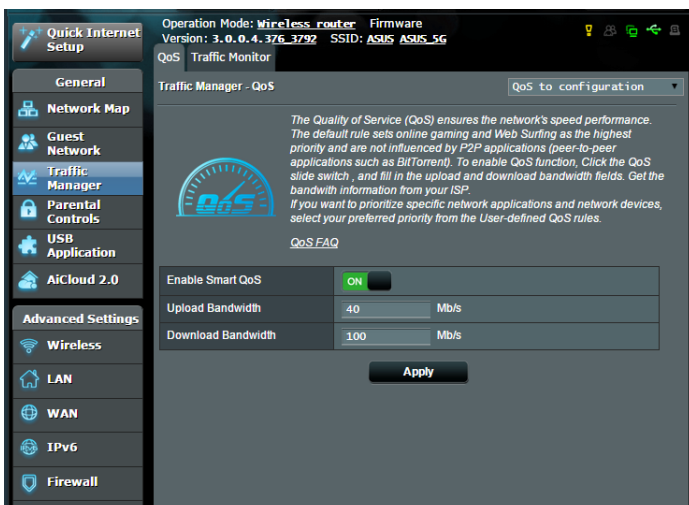 Quick Internet
Setup
Operation Mode: Wireless router Firmware
Version: 3.0.0.4.376_3792 SSID: ASUS ASUS_5G
QoS Traffic Monitor
General
Network Map
Guest
Network
Traffic
Manager
Parental
Controls
USB
Application
AiCloud 2.0
Advanced Settings
Wireless
LAN
WAN
IPv6
Firewall
Traffic Manager - QoS
QoS to configuration
The Quality of Service (QoS) ensures the network's speed performance.
The default rule sets online gaming and Web Surfing as the highest
priority and are not influenced by P2P applications (peer-to-peer
applications such as BitTorrent). To enable QoS function, Click the QoS
slide switch , and fill in the upload and download bandwidth fields. Get the
bandwith information from your ISP.
If you want to prioritize specific network applications and network devices,
select your preferred priority from the User-defined QoS rules.
QoS FAQ
QoS
Enable Smart QoS ON
Upload Bandwidth 40 Mb/s
Download Bandwidth 100 Mb/s
Apply